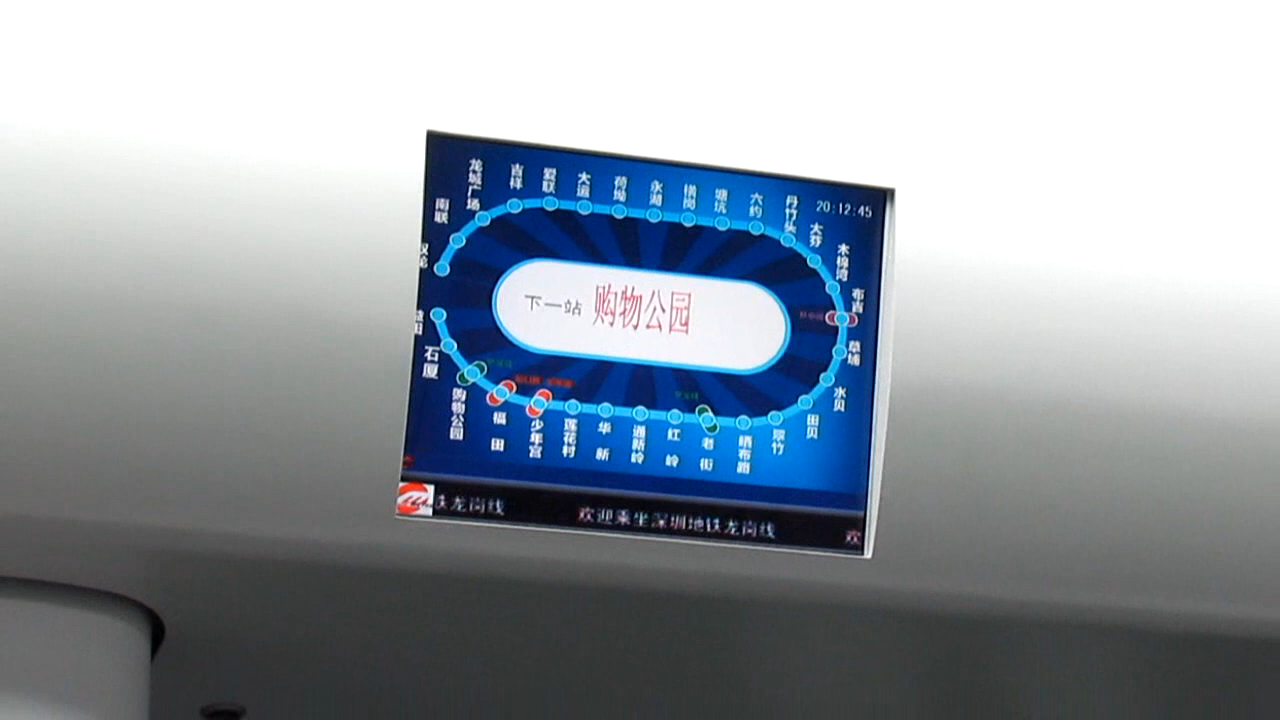 南联
龙城广场
吉祥
爱联
大运
荷坳
永湖
横岗
塘坑
六约
丹竹头
大芬
木棉湾
布吉
草埔
水贝
田贝
翠竹
晒布路
老街
红岭
通新岭
华新
莲花村
少年宫
福田
购物公园
石厦
20:12:45
下一站 购物公园
龙岗线 欢迎乘坐深圳地铁龙岗线 欢